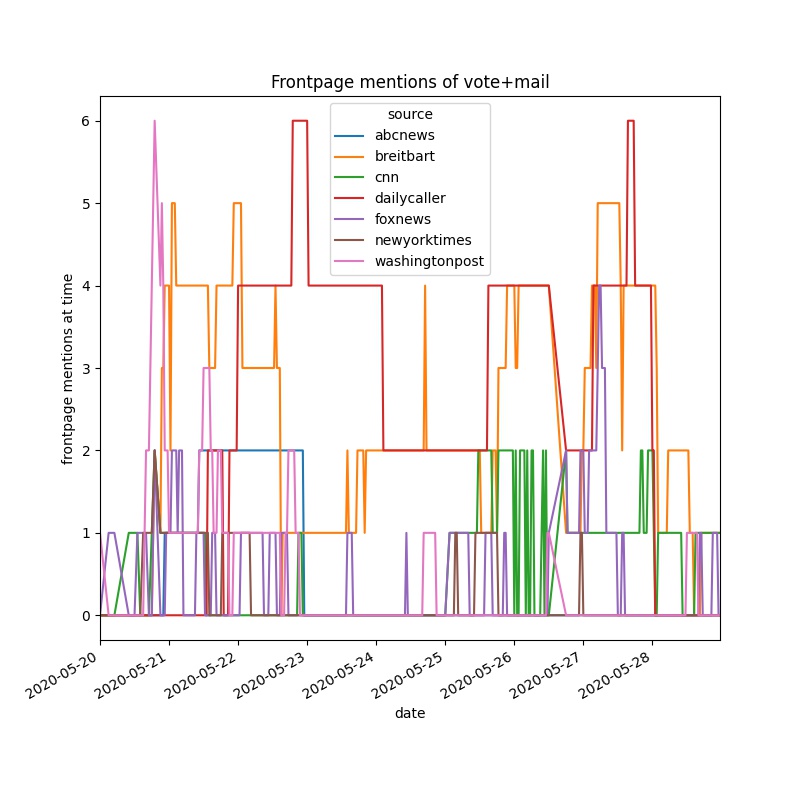 Frontpage mentions of vote+mail
source
abcnews
breitbart
cnn
dailycaller
foxnews
newyorktimes
washingtonpost
frontpage mentions at time
6
5
4
3
2
1
0
2020-05-20
2020-05-21
2020-05-22
2020-05-23
2020-05-24
2020-05-25
2020-05-26
2020-05-27
2020-05-28
date